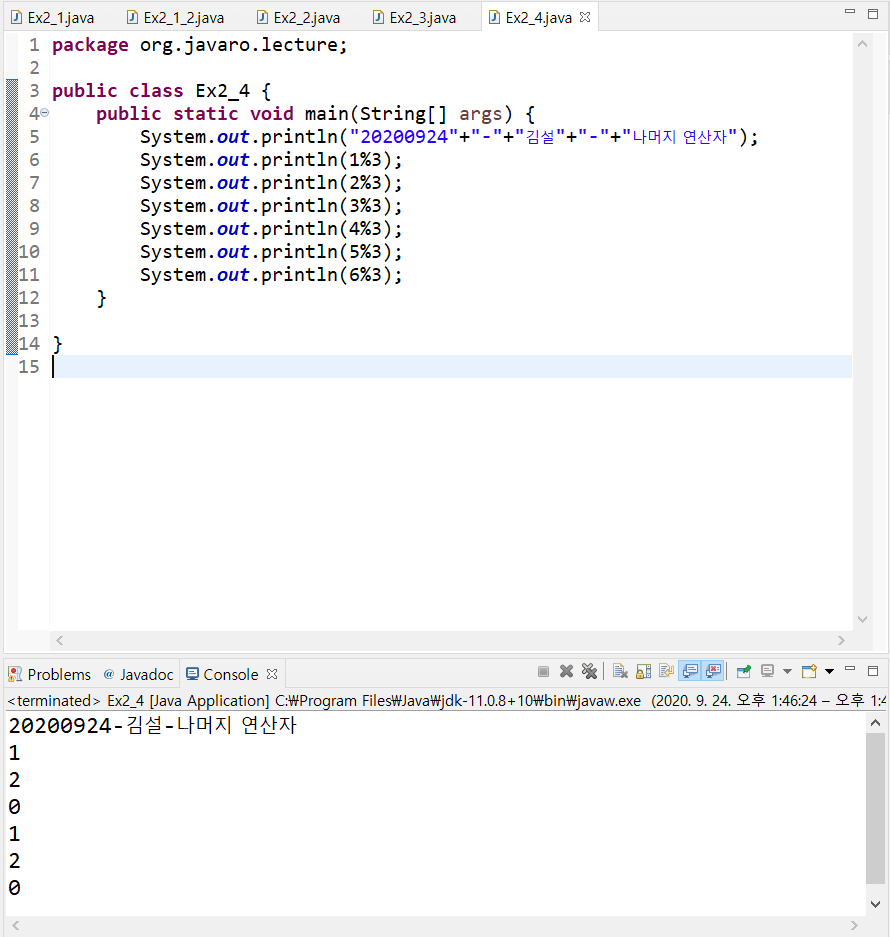 Ex2_1.java Ex2_1_2.java Ex2_2.java Ex2_3.java Ex2_4.java
1 package org.javaro.lecture;
2
3 public class Ex2_4 {
4     public static void main(String[] args) {
5         System.out.println("20200924"+"-"+"김설"+"-"+"나머지 연산자");
6         System.out.println(1%3);
7         System.out.println(2%3);
8         System.out.println(3%3);
9         System.out.println(4%3);
10         System.out.println(5%3);
11         System.out.println(6%3);
12     }
13
14 }
15
Problems @ Javadoc Console
<terminated> Ex2_4 [Java Application] C:₩Program Files₩Java₩jdk-11.0.8+10₩bin₩javaw.exe (2020. 9. 24. 오후 1:46:24 – 오후 1:4
20200924-김설-나머지 연산자
1
2
0
1
2
0